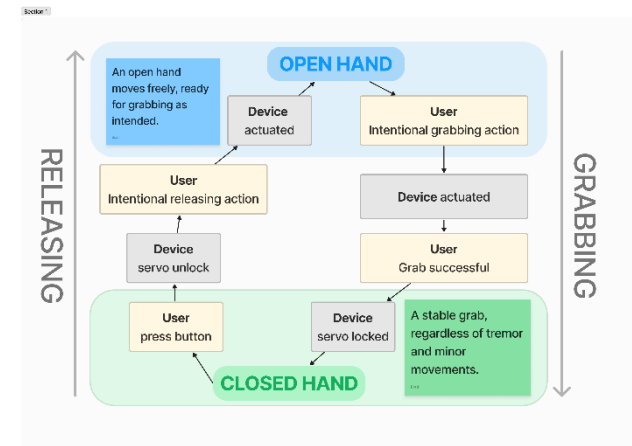 Section 1
OPEN HAND
An open hand
moves freely, ready
for grabbing as
intended.
Device
actuated
User
Intentional grabbing action
User
Intentional releasing action
Device actuated
Device
servo unlock
User
Grab successful
User
press button
Device
servo locked
A stable grab,
regardless of tremor
and minor
movements.
CLOSED HAND
RELEASING
GRABBING